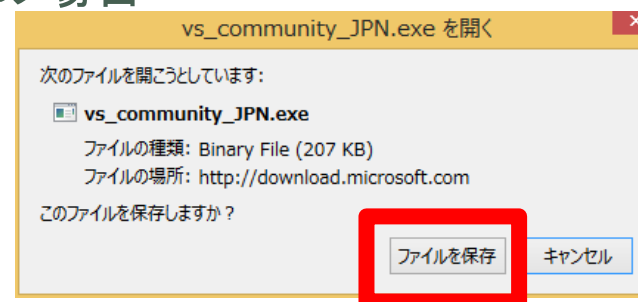 vs_community_JPN.exe を開く
次のファイルを開こうとしています:
vs_community_JPN.exe
ファイルの種類: Binary File (207 KB)
ファイルの場所: http://download.microsoft.com
このファイルを保存しますか?
ファイルを保存 キャンセル